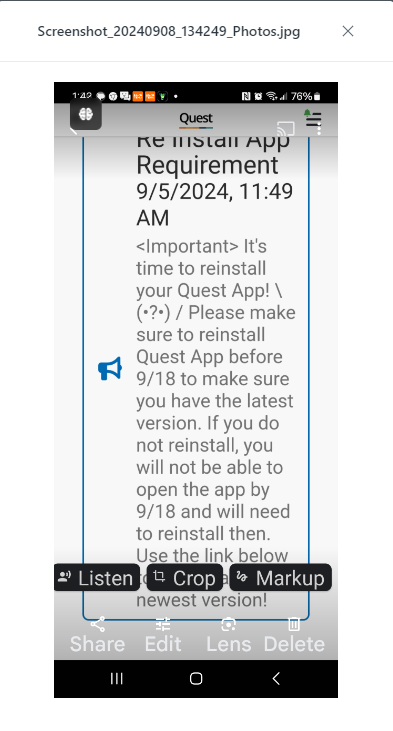 Screenshot_20240908_134249_Photos.jpg
1:42
76%
Quest
Re Install App
Requirement
9/5/2024, 11:49
AM
<Important> It's
time to reinstall
your Quest App! \
(•?•) / Please make
sure to reinstall
Quest App before
9/18 to make sure
you have the latest
version. If you do
not reinstall, you
will not be able to
open the app by
9/18 and will need
to reinstall then.
Use the link below
Listen Crop Markup
newest version!
Share Edit Lens Delete